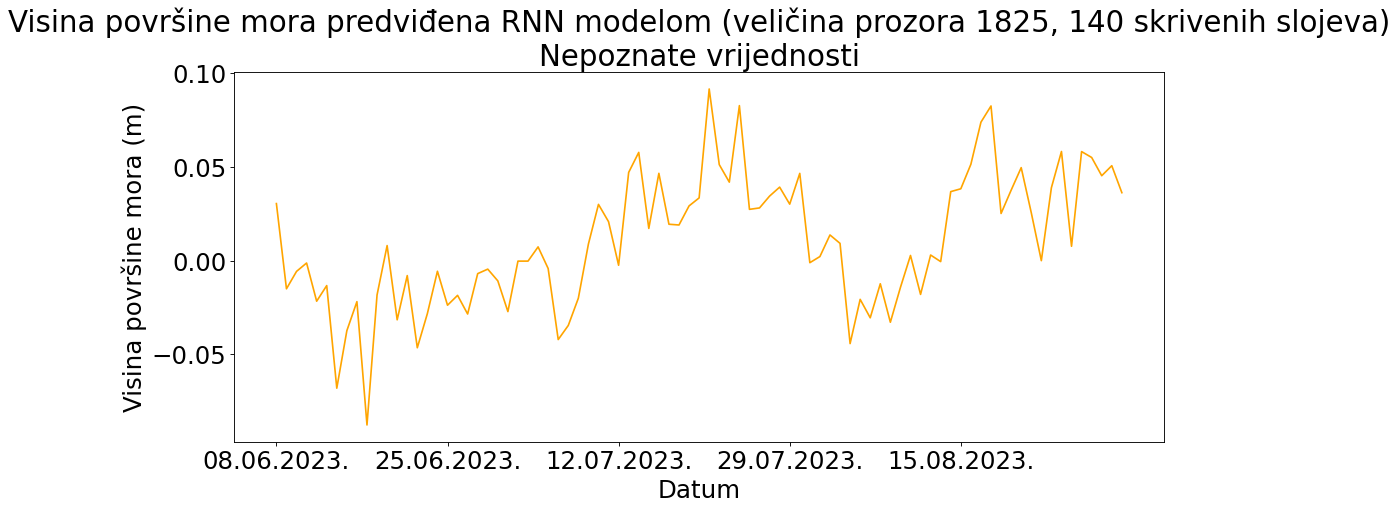 Visina površine mora predviđena RNN modelom (veličina prozora 1825, 140 skrivenih slojeva)
Nepoznate vrijednosti
Visina površine mora (m)
0.10
0.05
0.00
−0.05
08.06.2023.
25.06.2023.
12.07.2023.
29.07.2023.
15.08.2023.
Datum